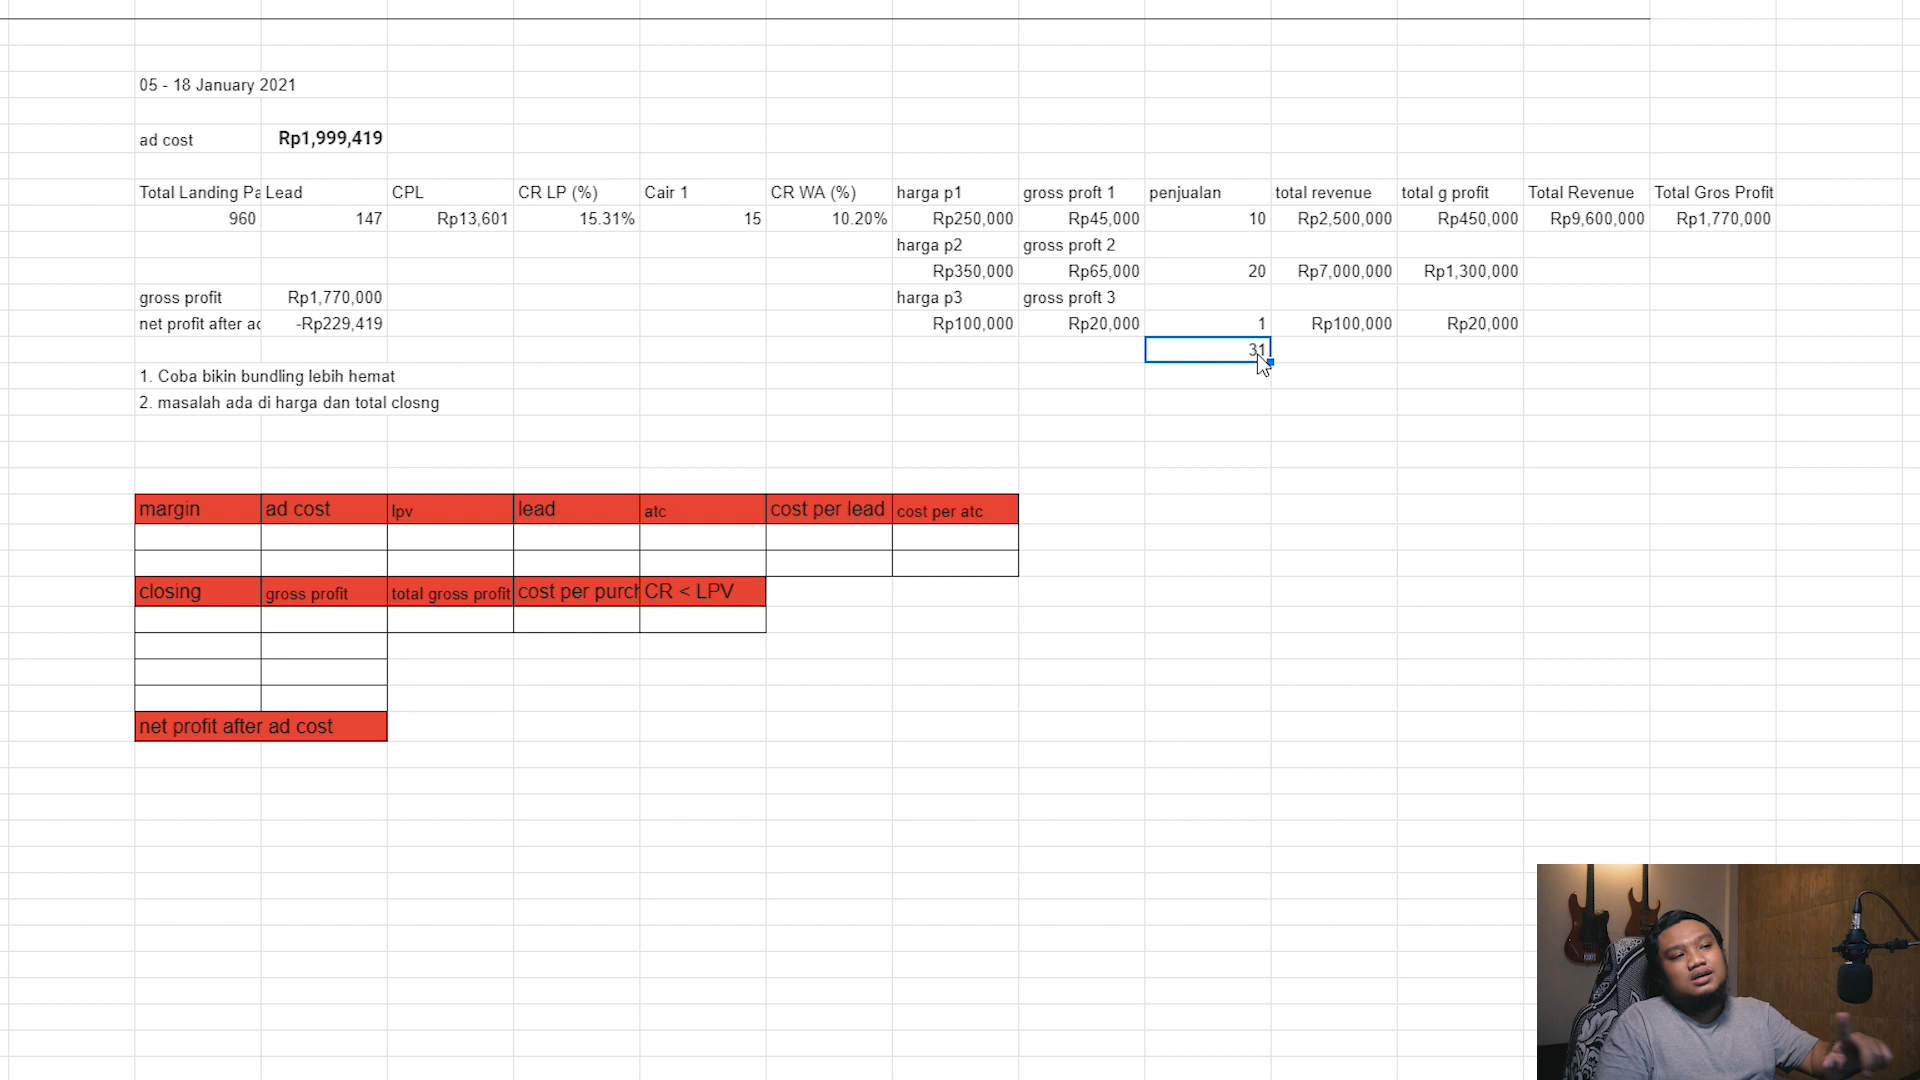 05 - 18 January 2021
ad cost Rp1,999,419
Total Landing Pa Lead CPL CR LP (%) Cair 1 CR WA (%) harga p1 gross proft 1 penjualan total revenue total g profit Total Revenue Total Gros Profit
960 147 Rp13,601 15.31% 15 10.20% Rp250,000 Rp45,000 10 Rp2,500,000 Rp450,000 Rp9,600,000 Rp1,770,000
harga p2 gross proft 2
Rp350,000 Rp65,000 20 Rp7,000,000 Rp1,300,000
gross profit Rp1,770,000 harga p3 gross proft 3
net profit after ad -Rp229,419 Rp100,000 Rp20,000 1 Rp100,000 Rp20,000
31
1. Coba bikin bundling lebih hemat
2. masalah ada di harga dan total closng
margin ad cost lpv lead atc cost per lead cost per atc
closing gross profit total gross profit cost per purch CR < LPV
net profit after ad cost